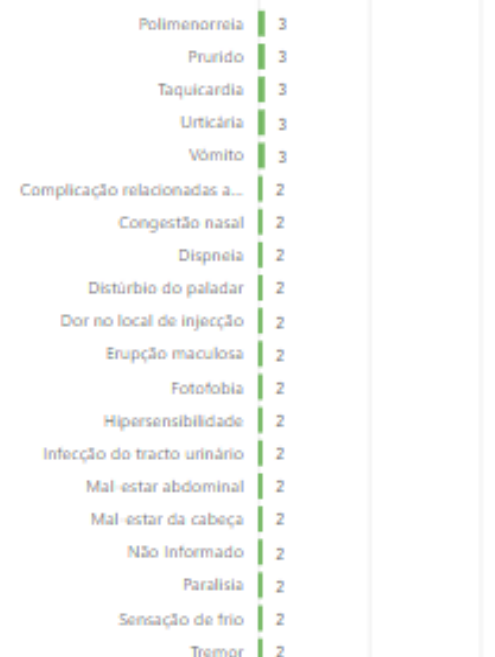 Polimenorreia 3
Prurido 3
Taquicardia 3
Urticária 3
Vômito 3
Complicação relacionadas a... 2
Congestão nasal 2
Dispneia 2
Distúrbio do paladar 2
Dor no local de injecção 2
Erupção maculosa 2
Fotofobia 2
Hipersensibilidade 2
Infecção do tracto urinário 2
Mal-estar abdominal 2
Mal-estar da cabeça 2
Não Informado 2
Paralisia 2
Sensação de frio 2
Tremor 2